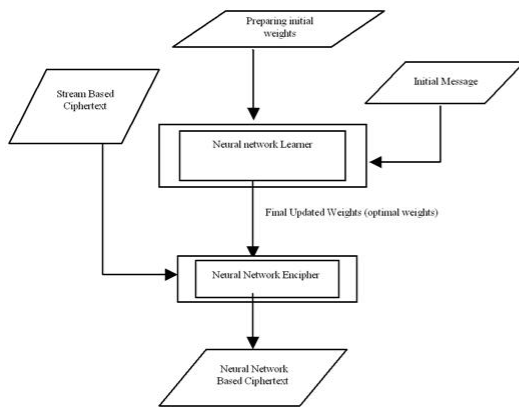 Preparing initial
weights
Stream Based
Ciphertext
Initial Message
Neural network Learner
Final Updated Weights (optimal weights)
Neural Network Encipher
Neural Network
Based Ciphertext